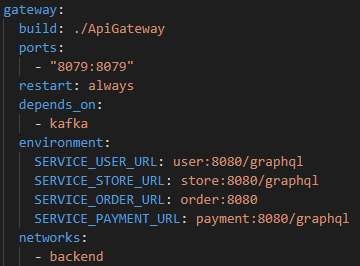 gateway:
  build: ./ApiGateway
  ports:
    - "8079:8079"
  restart: always
  depends_on:
    - kafka
  environment:
    SERVICE_USER_URL: user:8080/graphql
    SERVICE_STORE_URL: store:8080/graphql
    SERVICE_ORDER_URL: order:8080
    SERVICE_PAYMENT_URL: payment:8080/graphql
  networks:
    - backend